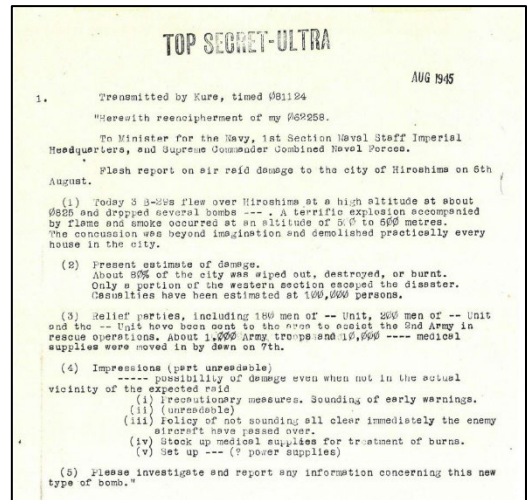 TOP SECRET-ULTRA
AUG 1945
1. Transmitted by Kure, timed Ø81124
"Herewith reencipherment of my Ø62258.
To Minister for the Navy, 1st Section Naval Staff Imperial
Headquarters, and Supreme Commander Combined Naval Forces.
Flash report on air raid damage to the city of Hiroshima on 6th
August.
(1) Today 3 B-29s flew over Hiroshima at a high altitude at about
Ø825 and dropped several bombs --- . A terrific explosion accompanied
by flame and smoke occurred at an altitude of 5ØØ to 6ØØ metres.
The concussion was beyond imagination and demolished practically every
house in the city.
(2) Present estimate of damage.
About 8Ø% of the city was wiped out, destroyed, or burnt.
Only a portion of the western section escaped the disaster.
Casualties have been estimated at 1ØØ,ØØØ persons.
(3) Relief parties, including 18Ø men of -- Unit, 2ØØ men of -- Unit
and the -- Unit have been sent to the area to assist the 2nd Army in
rescue operations. About 1,ØØØ Army troops and 1Ø,ØØØ ---- medical
supplies were moved in by dawn on 7th.
(4) Impressions (part unreadable)
----- possibility of damage even when not in the actual
vicinity of the expected raid
(i) Precautionary measures. Sounding of early warnings.
(ii) (unreadable)
(iii) Policy of not sounding all clear immediately the enemy
aircraft have passed over.
(iv) Stock up medical supplies for treatment of burns.
(v) Set up --- (? power supplies)
(5) Please investigate and report any information concerning this new
type of bomb."